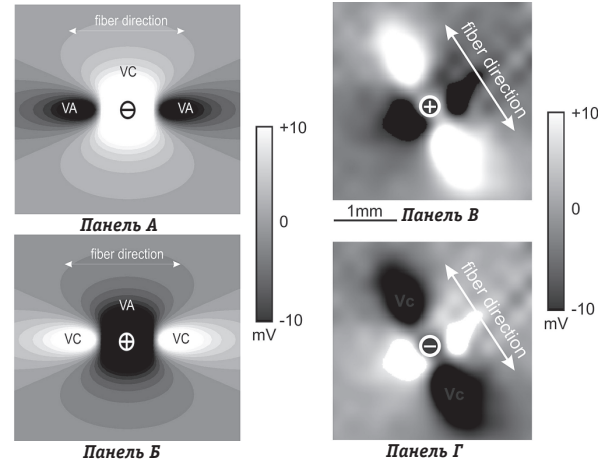 fiber direction
VC
VA
⊖
VA
+10
0
-10
mV
Панель А
fiber direction
VA
VC
⊕
VC
Панель Б
fiber direction
⊕
1mm
Панель В
+10
0
-10
mV
fiber direction
Vc
⊖
Vc
Панель Г